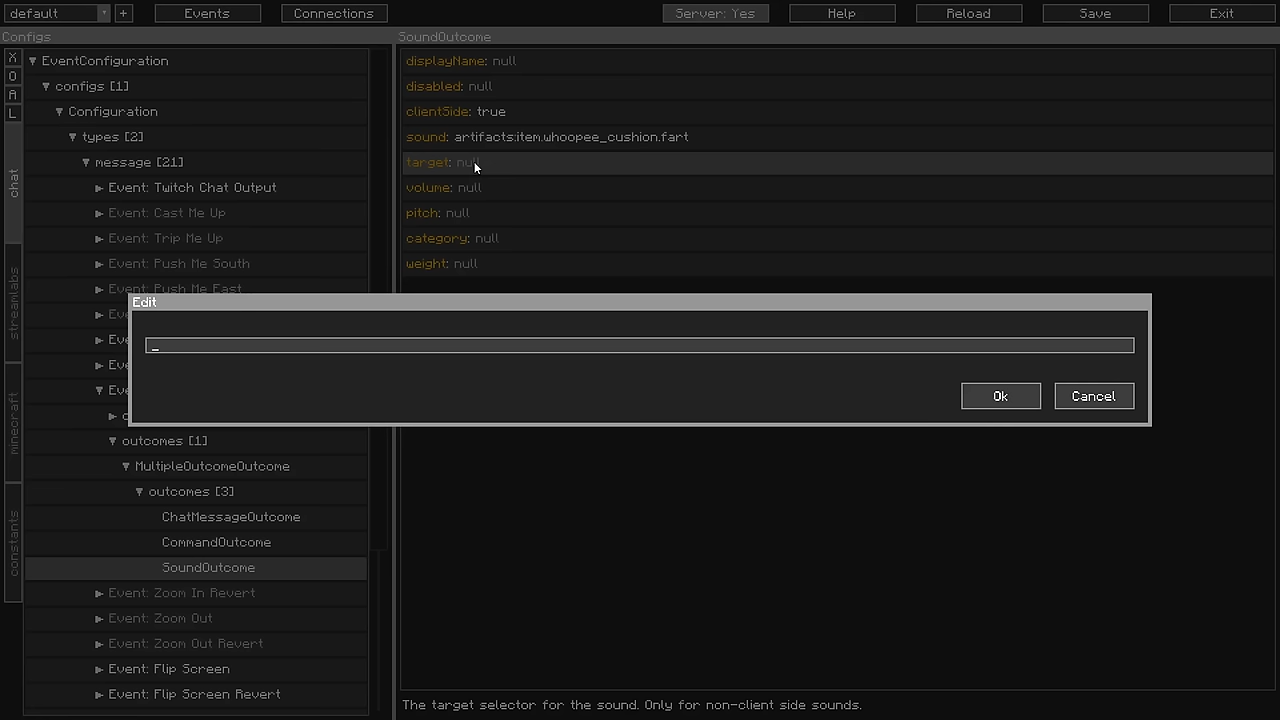 default + Events Connections Server: Yes Help Reload Save Exit
Configs
SoundOutcome
X
O
A
L
chat
streamlabs
minecraft
constants
EventConfiguration
configs [1]
Configuration
types [2]
message [21]
Event: Twitch Chat Output
Event: Cast Me Up
Event: Trip Me Up
Event: Push Me South
Event: Push Me East
Eve
Eve
Eve
outcomes [1]
MultipleOutcomeOutcome
outcomes [3]
ChatMessageOutcome
CommandOutcome
SoundOutcome
Event: Zoom In Revert
Event: Zoom Out
Event: Zoom Out Revert
Event: Flip Screen
Event: Flip Screen Revert
displayName: null
disabled: null
clientSide: true
sound: artifacts:item.whoopee_cushion.fart
target: null
volume: null
pitch: null
category: null
weight: null
Edit
_
Ok Cancel
The target selector for the sound. Only for non-client side sounds.